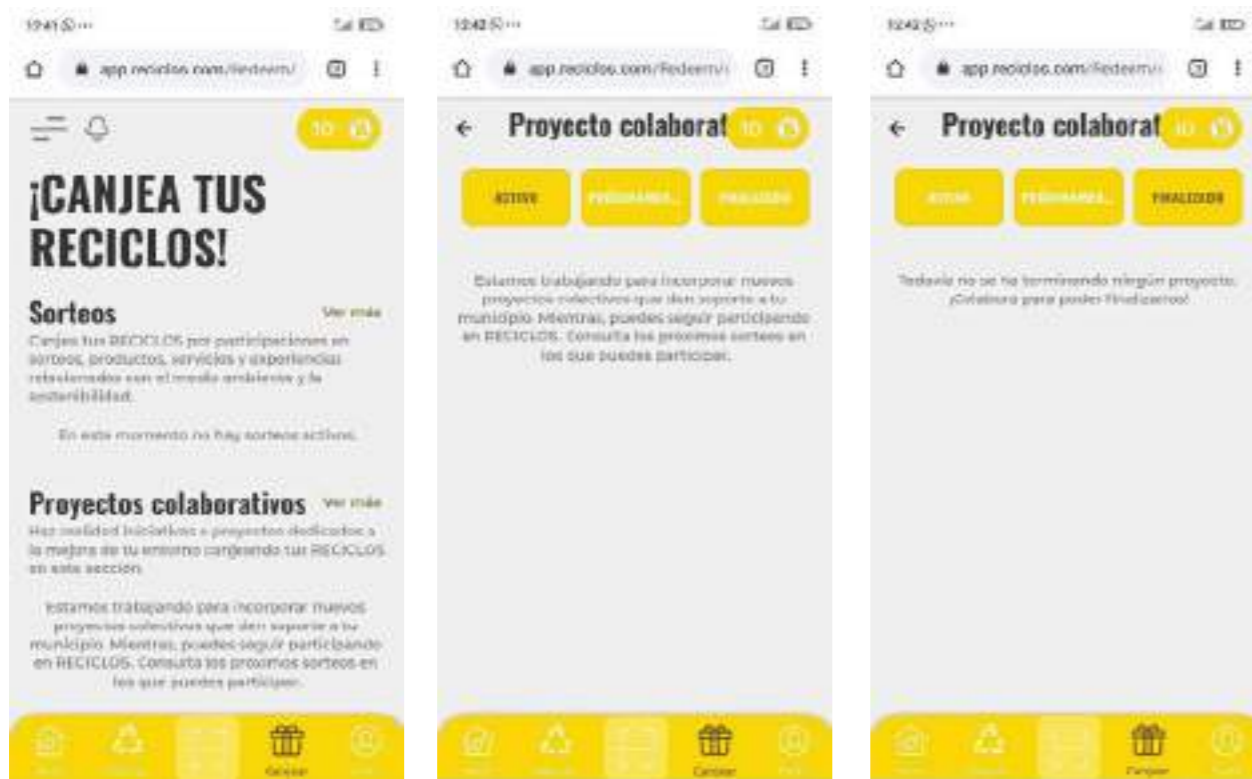 12:41
app.reciclos.com/Redeem/
10
¡CANJEA TUS
RECICLOS!
Sorteos
Ver más
Canjea tus RECICLOS por participaciones en
sorteos, productos, servicios y experiencias
relacionados con el medio ambiente y la
sostenibilidad.
En este momento no hay sorteos activos.
Proyectos colaborativos
Ver más
Haz realidad iniciativas o proyectos dedicados a
la mejora de tu entorno canjeando tus RECICLOS
en esta sección.
Estamos trabajando para incorporar nuevos
proyectos colectivos que den soporte a tu
municipio. Mientras, puedes seguir participando
en RECICLOS. Consulta los próximos sorteos en
los que puedes participar.
Canjear
12:42
app.reciclos.com/Redeem/
Proyecto colaborat
10
ACTIVO
FINALIZADO
Estamos trabajando para incorporar nuevos
proyectos colectivos que den soporte a tu
municipio. Mientras, puedes seguir participando
en RECICLOS. Consulta los próximos sorteos en
los que puedes participar.
Canjear
12:42
app.reciclos.com/Redeem/
Proyecto colaborat
10
ACTIVO
FINALIZADO
Todavía no se ha terminando ningún proyecto.
¡Colabora para poder finalizarlos!
Canjear